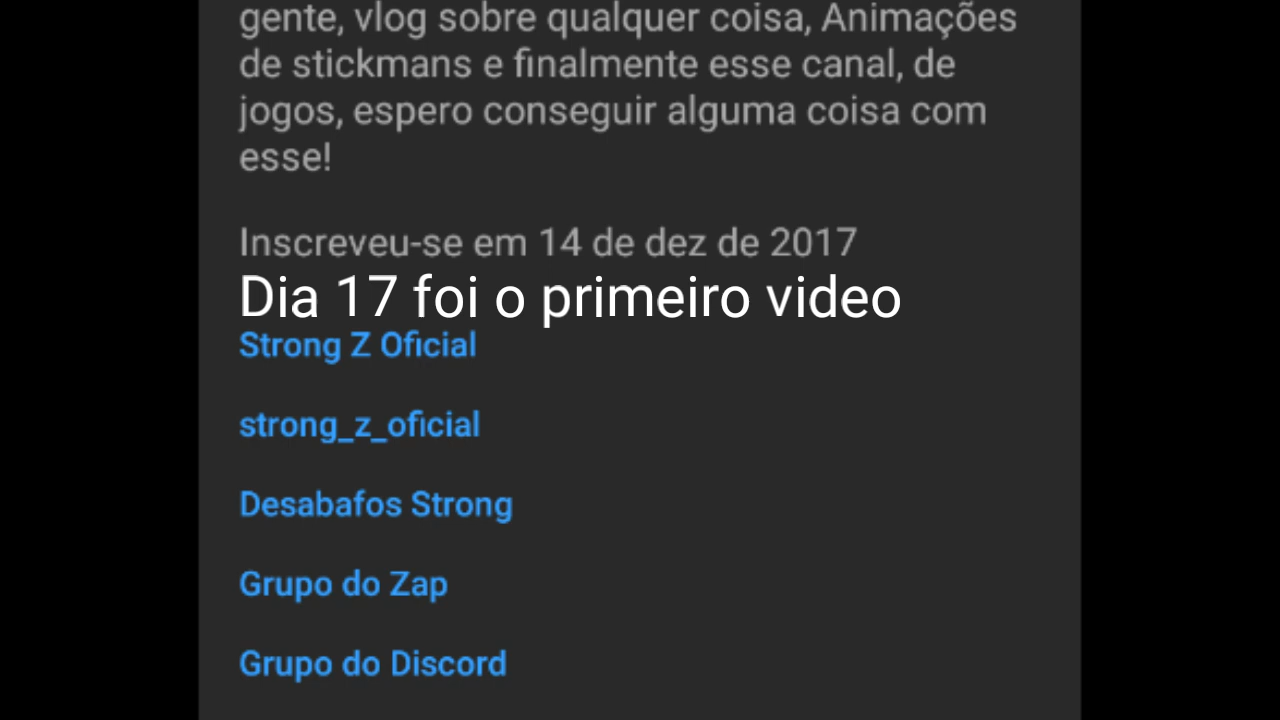 gente, vlog sobre qualquer coisa, Animações
de stickmans e finalmente esse canal, de
jogos, espero conseguir alguma coisa com
esse!
Inscreveu-se em 14 de dez de 2017
Dia 17 foi o primeiro video
Strong Z Oficial
strong_z_oficial
Desabafos Strong
Grupo do Zap
Grupo do Discord